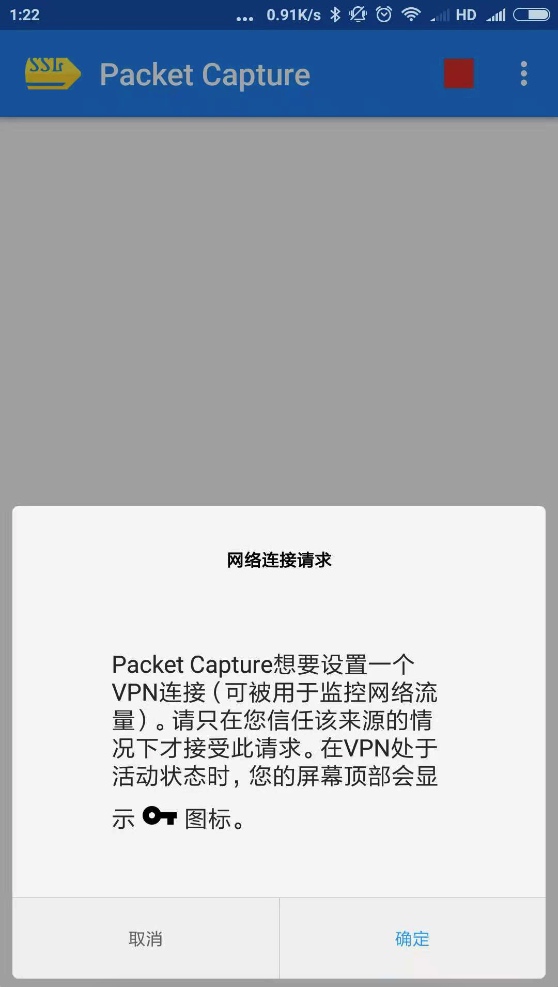 1:22 ... 0.91K/s HD
SSL Packet Capture
网络连接请求
Packet Capture想要设置一个
VPN连接（可被用于监控网络流
量）。请只在您信任该来源的情
况下才接受此请求。在VPN处于
活动状态时，您的屏幕顶部会显
示 图标。
取消 确定